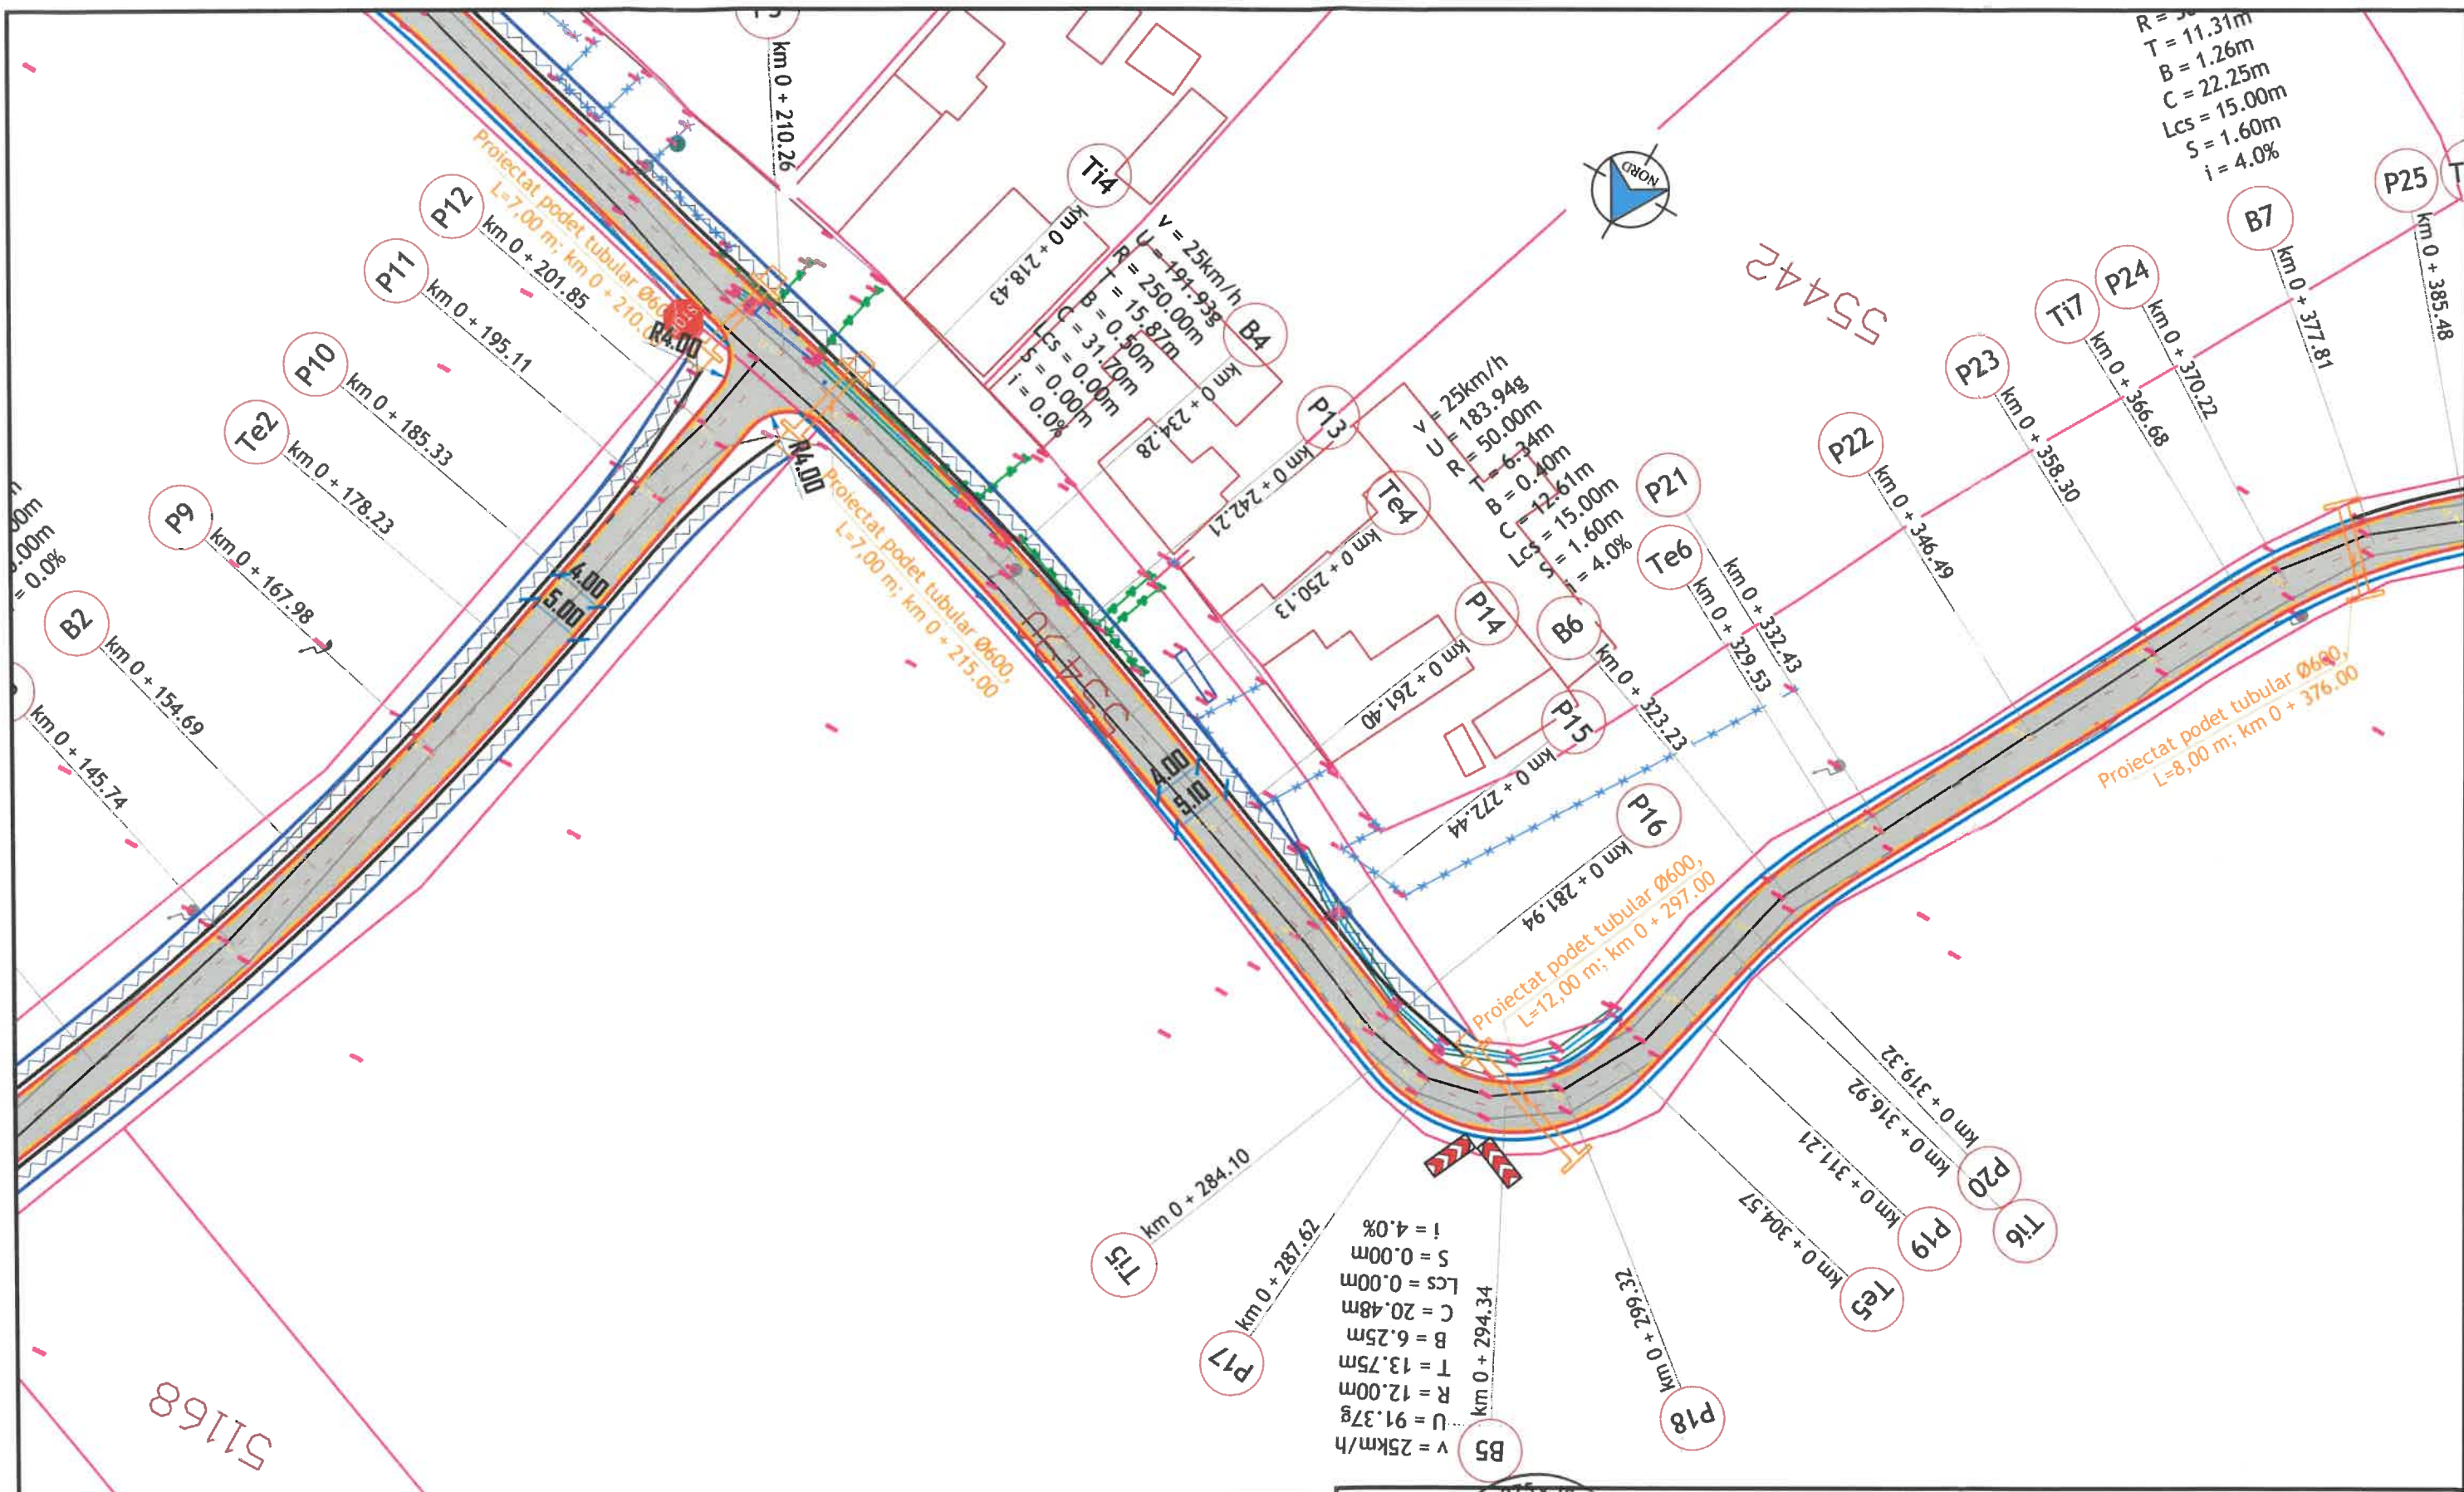 km 0 + 210.26
Proiectat podet tubular Ø600,
L=7,00 m; km 0 + 210.00
P12
km 0 + 201.85
P11
km 0 + 195.11
P10
km 0 + 185.33
Te2
km 0 + 178.23
P9
km 0 + 167.98
B2
km 0 + 154.69
km 0 + 145.74
= 0.0%
STOP
R4.00
R4.00
4.00
5.00
Proiectat podet tubular Ø600,
L=7,00 m; km 0 + 215.00
Ti4
km 0 + 218.43
v = 25km/h
U = 191.93g
R = 250.00m
T = 15.87m
B = 0.50m
C = 31.70m
Lcs = 0.00m
S = 0.00m
i = 0.0%
B4
km 0 + 234.28
P13
km 0 + 242.21
Te4
km 0 + 250.13
P14
km 0 + 261.40
P15
km 0 + 272.44
P16
km 0 + 281.94
4.00
5.10
NORD
55442
v = 25km/h
U = 183.94g
R = 50.00m
T = 6.34m
B = 0.40m
C = 12.61m
Lcs = 15.00m
S = 1.60m
i = 4.0%
B6
km 0 + 323.23
Te6
km 0 + 329.53
P21
km 0 + 332.43
P22
km 0 + 346.49
P23
km 0 + 358.30
Ti7
km 0 + 366.68
P24
km 0 + 370.22
B7
km 0 + 377.81
P25
km 0 + 385.48
T = 11.31m
B = 1.26m
C = 22.25m
Lcs = 15.00m
S = 1.60m
i = 4.0%
Proiectat podet tubular Ø600,
L=8,00 m; km 0 + 376.00
Proiectat podet tubular Ø600,
L=12,00 m; km 0 + 297.00
Ti5
km 0 + 284.10
P17
km 0 + 287.62
v = 25km/h
U = 91.37g
R = 12.00m
T = 13.75m
B = 6.25m
C = 20.48m
Lcs = 0.00m
S = 0.00m
i = 4.0%
B5
km 0 + 294.34
P18
km 0 + 299.32
Te5
km 0 + 304.57
P19
km 0 + 311.21
Ti6
km 0 + 316.92
P20
km 0 + 319.32
51168